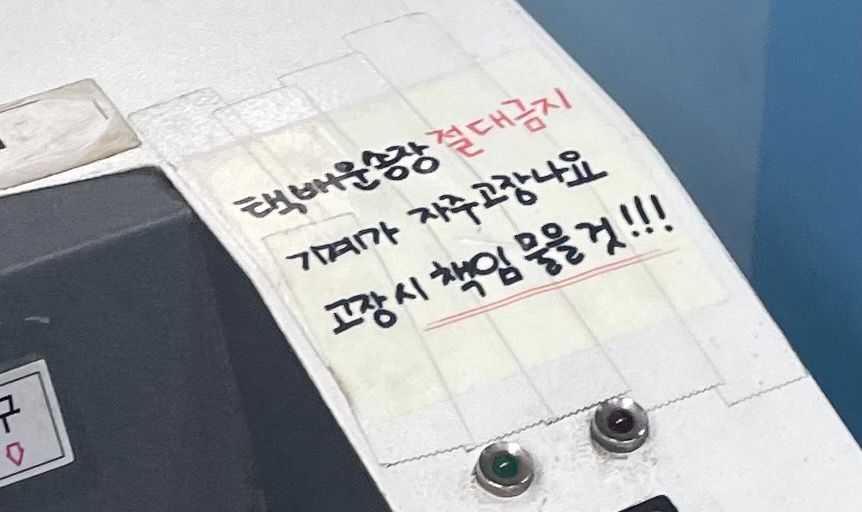 택배운송장 절대금지
기계가 자주고장나요
고장시 책임 물을 것!!!
구